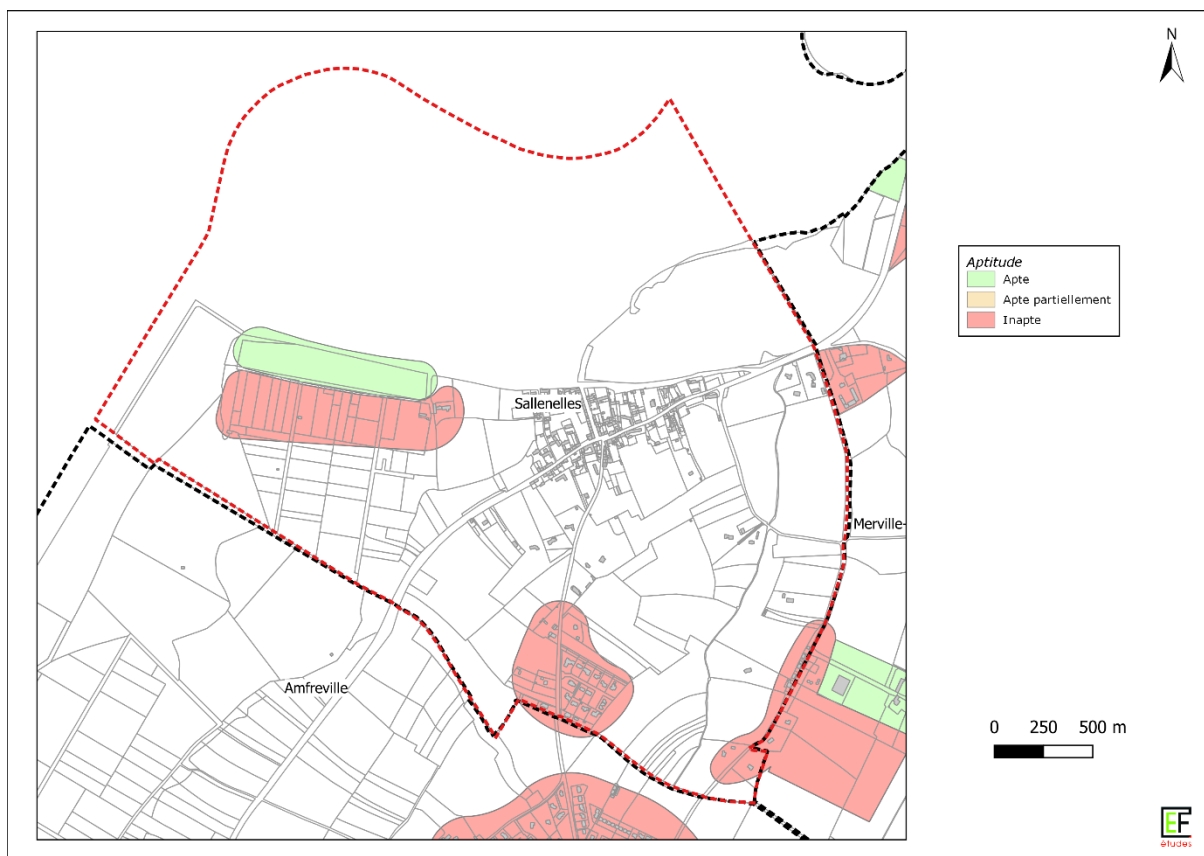 N
Aptitude
Apte
Apte partiellement
Inapte
Sallenelles
Merville-
Amfreville
0 250 500 m
EF
études